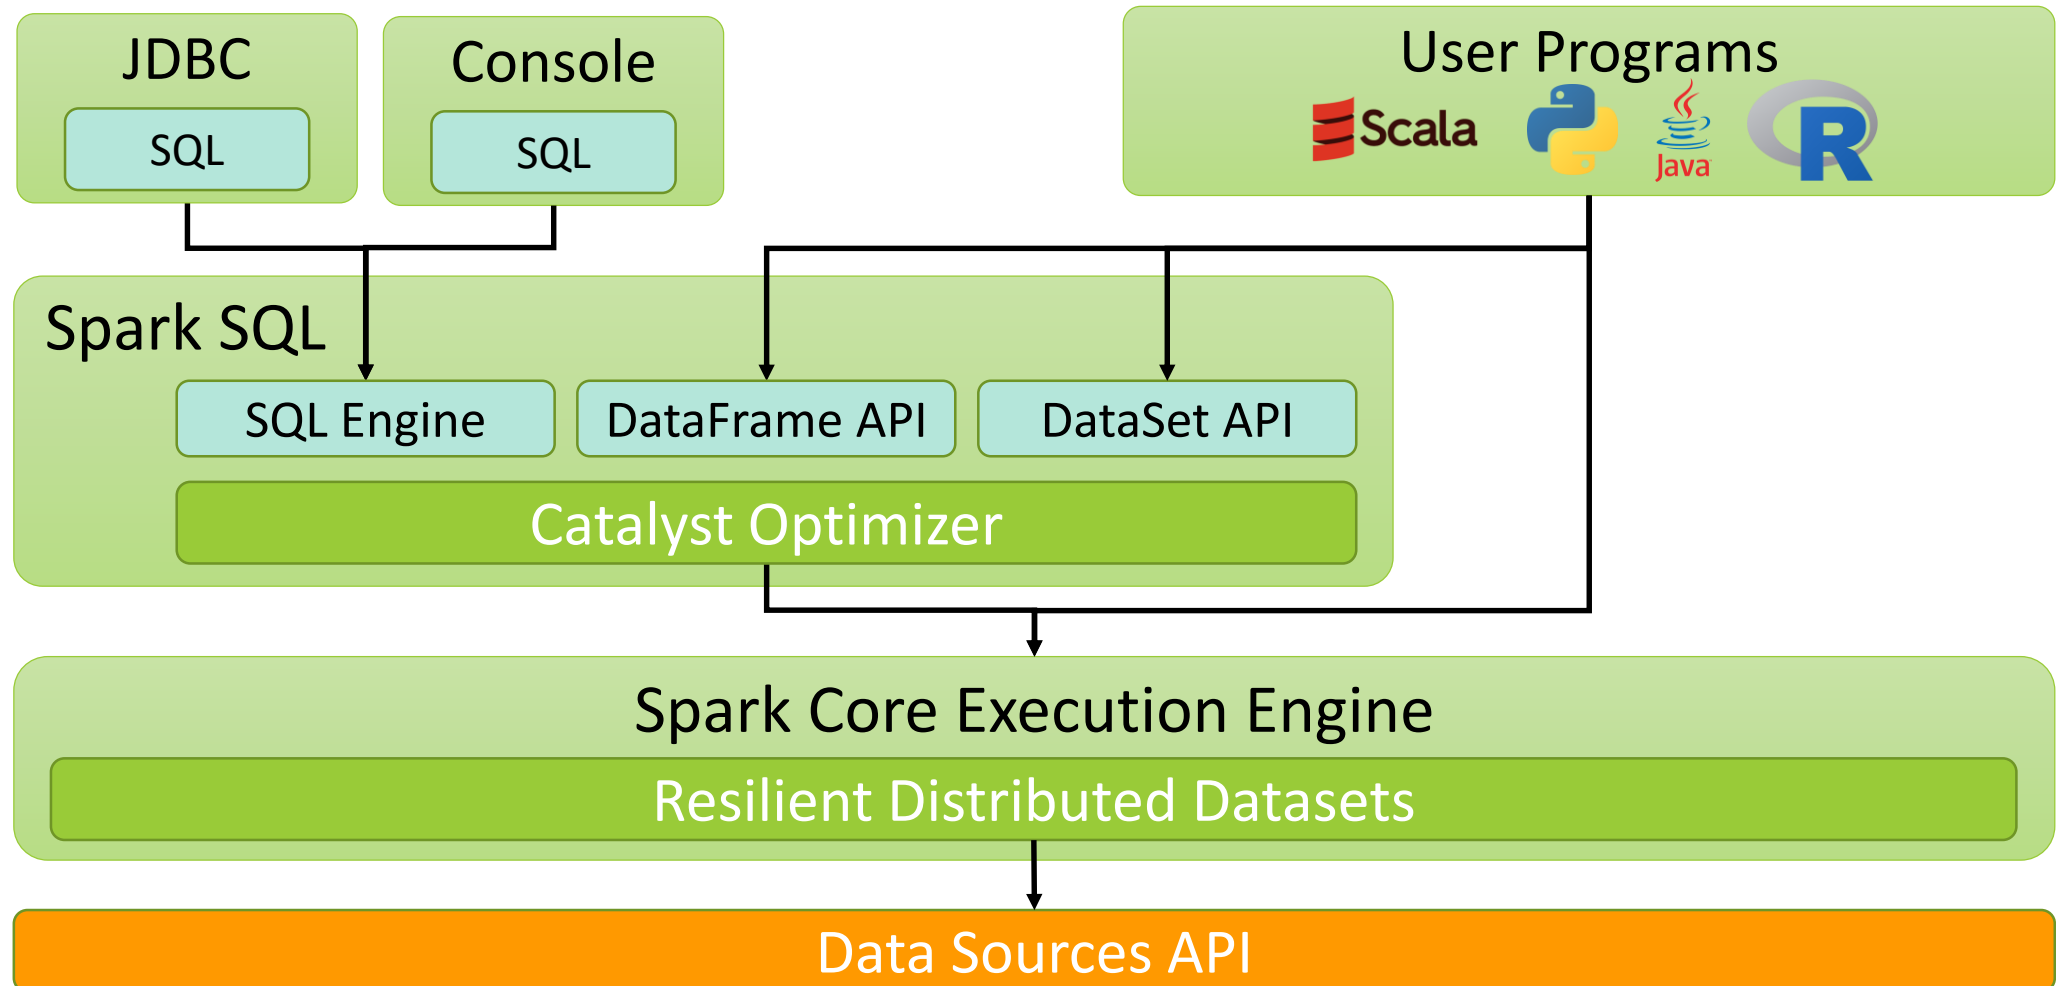 JDBC
SQL
Console
SQL
User Programs
Scala
Java
R
Spark SQL
SQL Engine
DataFrame API
DataSet API
Catalyst Optimizer
Spark Core Execution Engine
Resilient Distributed Datasets
Data Sources API